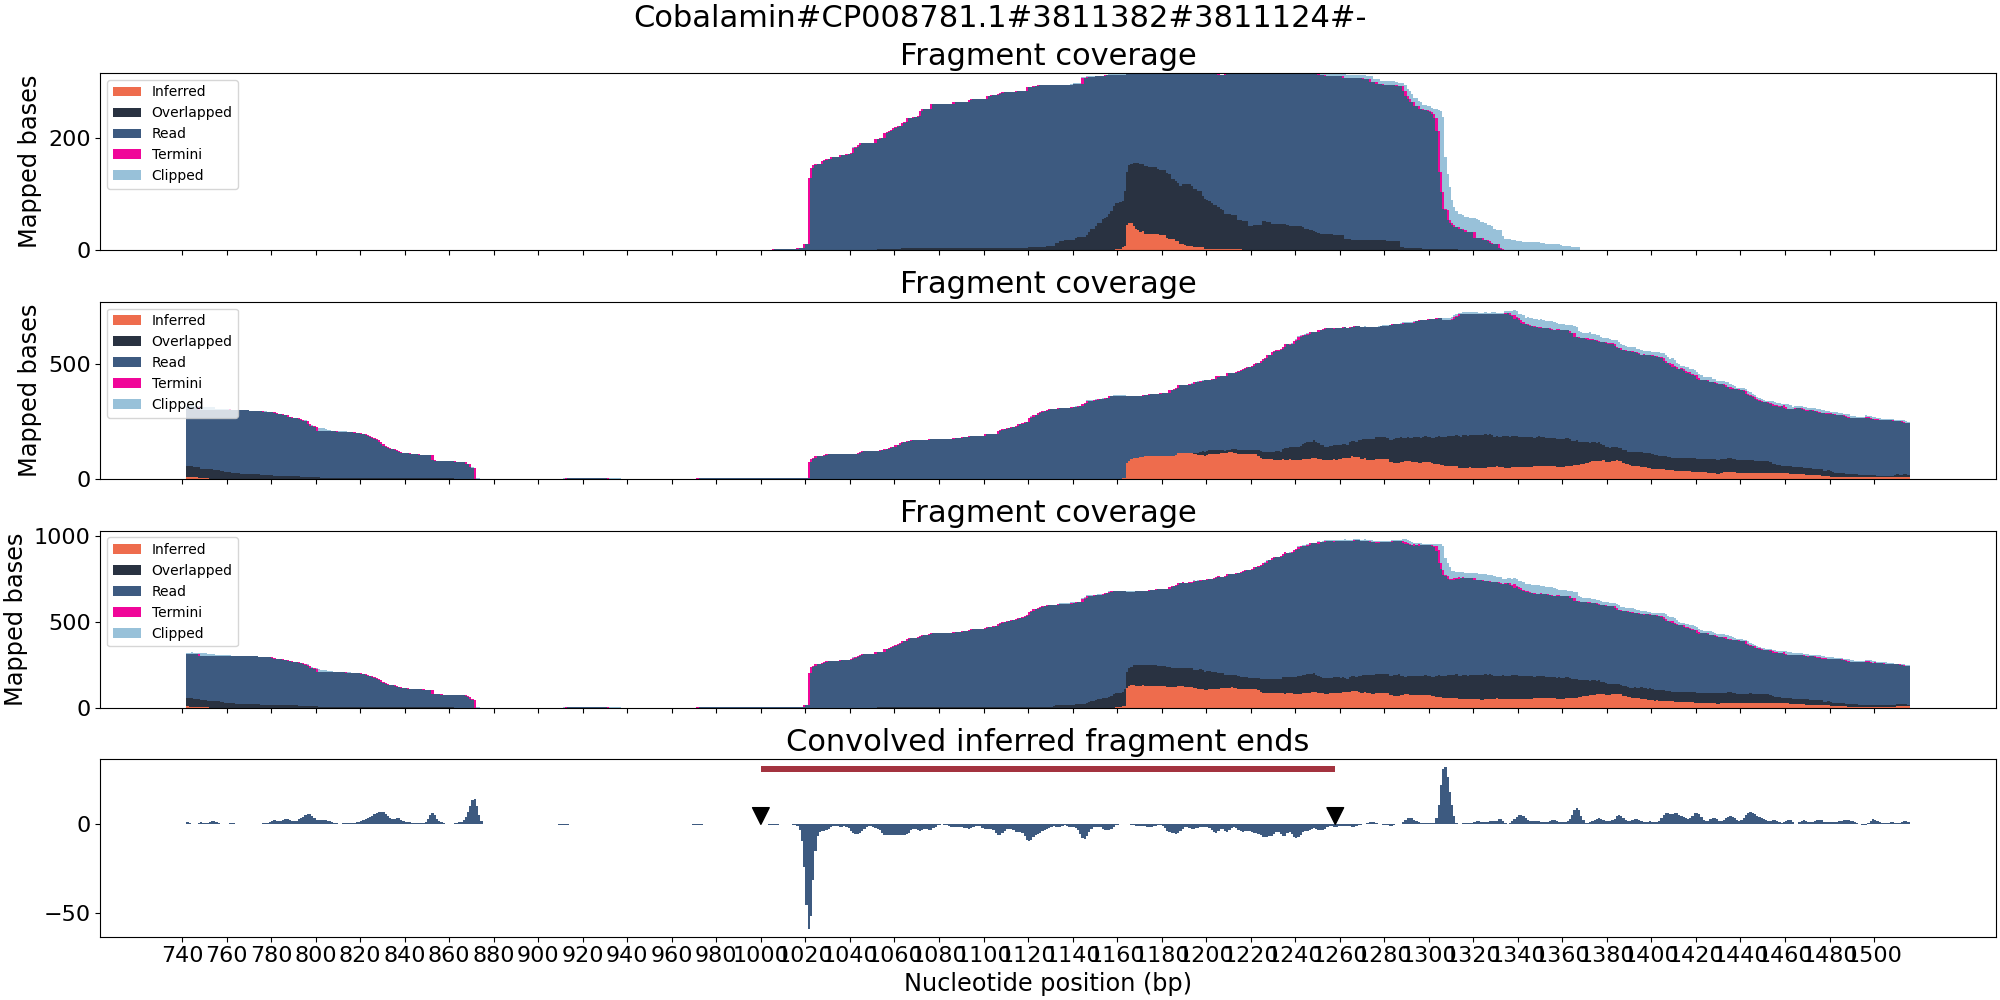 Cobalamin#CP008781.1#3811382#3811124#-
Fragment coverage
Mapped bases
200
0
Inferred
Overlapped
Read
Termini
Clipped
Fragment coverage
Mapped bases
500
0
Inferred
Overlapped
Read
Termini
Clipped
Fragment coverage
Mapped bases
1000
500
0
Inferred
Overlapped
Read
Termini
Clipped
Convolved inferred fragment ends
0
−50
740 760 780 800 820 840 860 880 900 920 940 960 980 1000 1020 1040 1060 1080 1100 1120 1140 1160 1180 1200 1220 1240 1260 1280 1300 1320 1340 1360 1380 1400 1420 1440 1460 1480 1500
Nucleotide position (bp)